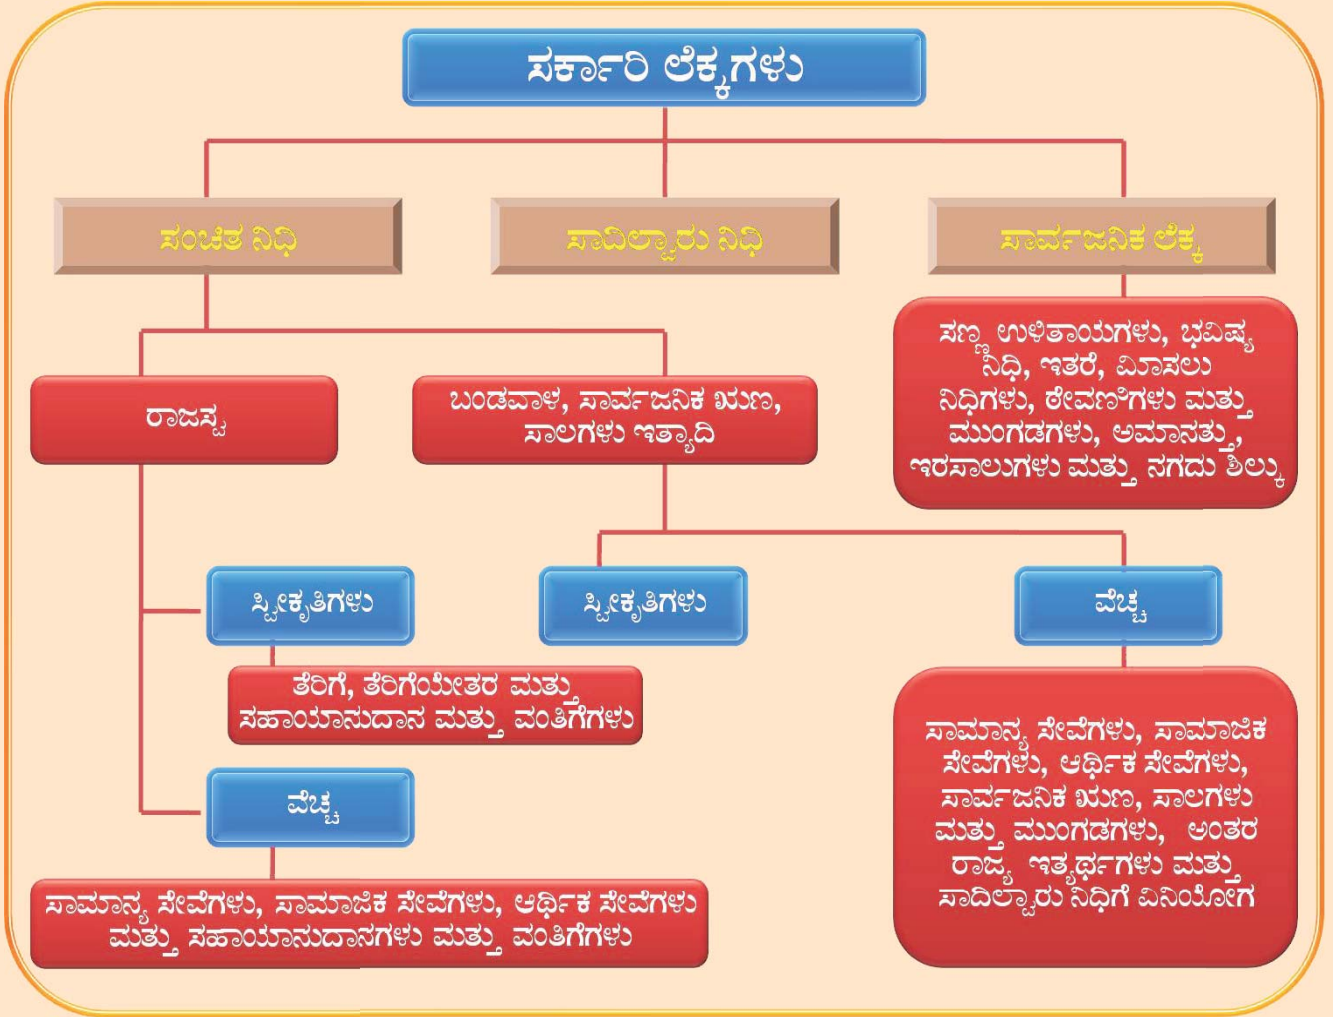 ಸರ್ಕಾರಿ ಲೆಕ್ಕಗಳು
ಸಂಚಿತ ನಿಧಿ
ಸಾದಿಲ್ವಾರು ನಿಧಿ
ಸಾರ್ವಜನಿಕ ಲೆಕ್ಕ
ಸಣ್ಣ ಉಳಿತಾಯಗಳು, ಭವಿಷ್ಯ
ನಿಧಿ, ಇತರೆ, ಮೀಸಲು
ನಿಧಿಗಳು, ಠೇವಣಿಗಳು ಮತ್ತು
ಮುಂಗಡಗಳು, ಅಮಾನತ್ತು,
ಇರಸಾಲುಗಳು ಮತ್ತು ನಗದು ಶಿಲ್ಕು
ರಾಜಸ್ವ
ಬಂಡವಾಳ, ಸಾರ್ವಜನಿಕ ಋಣ,
ಸಾಲಗಳು ಇತ್ಯಾದಿ
ಸ್ವೀಕೃತಿಗಳು
ಸ್ವೀಕೃತಿಗಳು
ವೆಚ್ಚ
ತೆರಿಗೆ, ತೆರಿಗೆಯೇತರ ಮತ್ತು
ಸಹಾಯಾನುದಾನ ಮತ್ತು ವಂತಿಗೆಗಳು
ವೆಚ್ಚ
ಸಾಮಾನ್ಯ ಸೇವೆಗಳು, ಸಾಮಾಜಿಕ ಸೇವೆಗಳು, ಆರ್ಥಿಕ ಸೇವೆಗಳು
ಮತ್ತು ಸಹಾಯಾನುದಾನಗಳು ಮತ್ತು ವಂತಿಗೆಗಳು
ಸಾಮಾನ್ಯ ಸೇವೆಗಳು, ಸಾಮಾಜಿಕ
ಸೇವೆಗಳು, ಆರ್ಥಿಕ ಸೇವೆಗಳು,
ಸಾರ್ವಜನಿಕ ಋಣ, ಸಾಲಗಳು
ಮತ್ತು ಮುಂಗಡಗಳು, ಅಂತರ
ರಾಜ್ಯ ಇತ್ಯರ್ಥಗಳು ಮತ್ತು
ಸಾದಿಲ್ವಾರು ನಿಧಿಗೆ ವಿನಿಯೋಗ